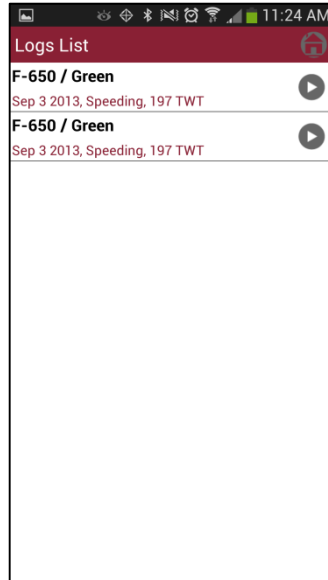 11:24 AM
Logs List
F-650 / Green
Sep 3 2013, Speeding, 197 TWT
F-650 / Green
Sep 3 2013, Speeding, 197 TWT